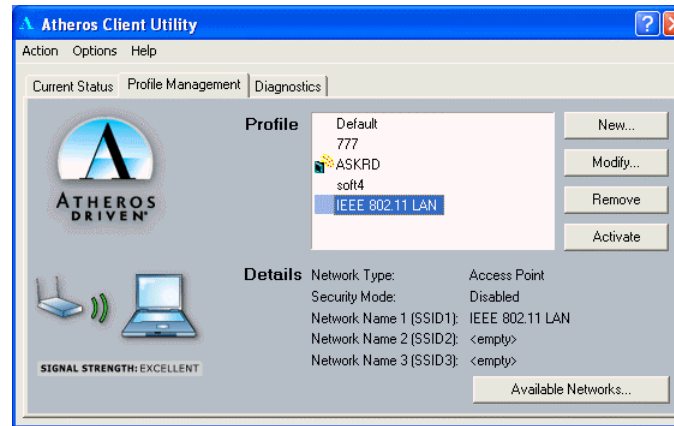 Atheros Client Utility
Action Options Help
Current Status Profile Management Diagnostics
Profile
Default
777
ASKRD
soft4
IEEE 802.11 LAN
New...
Modify...
Remove
Activate
ATHEROS
DRIVEN
Details
Network Type: Access Point
Security Mode: Disabled
Network Name 1 (SSID1): IEEE 802.11 LAN
Network Name 2 (SSID2): <empty>
Network Name 3 (SSID3): <empty>
SIGNAL STRENGTH: EXCELLENT
Available Networks...